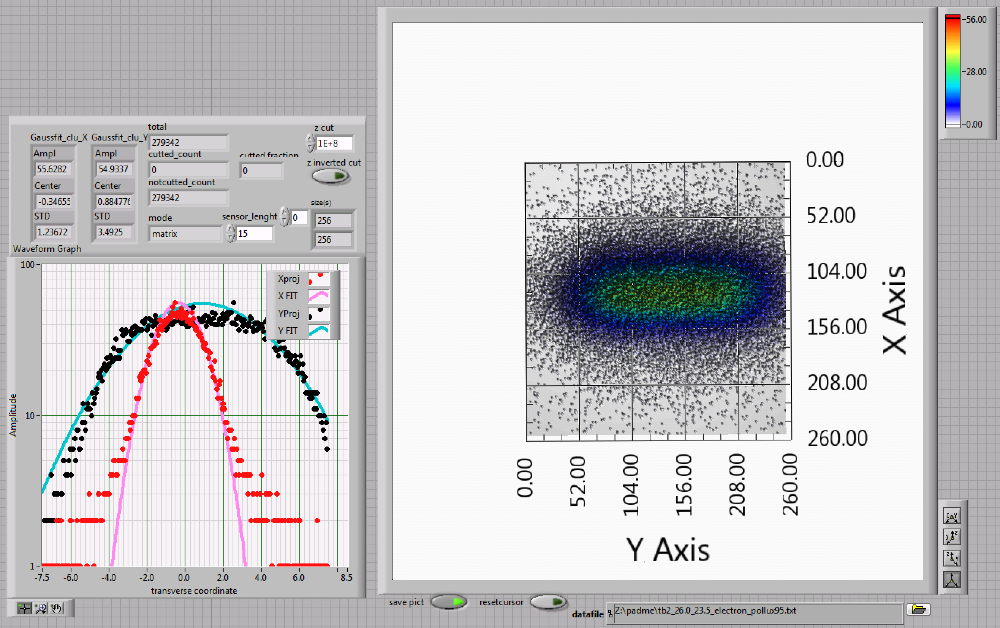 total
z cut
Gaussfit_clu_X
Gaussfit_clu_Y
279342
1E+8
Ampl
Ampl
cutted_count
cutted fraction
z inverted cut
55.6282
54.9337
0
0
Center
Center
notcutted_count
-0.34655
0.884776
279342
size(s)
STD
STD
mode
sensor_lenght
0
256
1.23672
3.4925
matrix
15
256
Waveform Graph
100
10
1
Amplitude
Xproj
X FIT
YProj
Y FIT
-7.5
-6.0
-4.0
-2.0
0.0
2.0
4.0
6.0
8.5
transverse coordinate
56.00
28.00
0.00
0.00
52.00
104.00
156.00
208.00
260.00
X Axis
0.00
52.00
104.00
156.00
208.00
260.00
Y Axis
X Y
X Z
Z Y
save pict
resetcursor
datafile
Z:\padme\tb2_26.0_23.5_electron_pollux95.txt